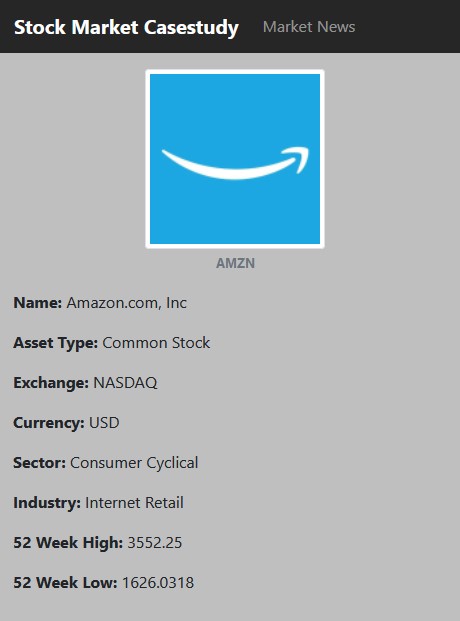 Stock Market Casestudy Market News
AMZN
Name: Amazon.com, Inc
Asset Type: Common Stock
Exchange: NASDAQ
Currency: USD
Sector: Consumer Cyclical
Industry: Internet Retail
52 Week High: 3552.25
52 Week Low: 1626.0318